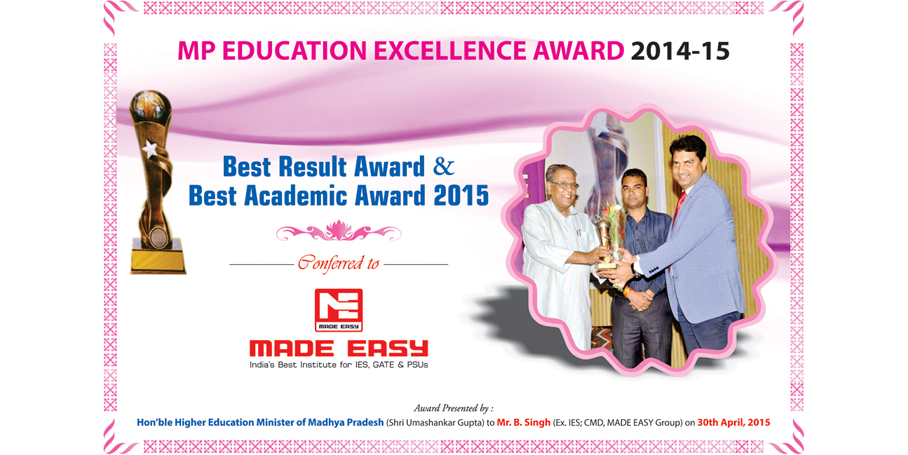 MP EDUCATION EXCELLENCE AWARD 2014-15
Best Result Award &
Best Academic Award 2015
Conferred to
MADE EASY
MADE EASY
India's Best Institute for IES, GATE & PSUs
Award Presented by :
Hon'ble Higher Education Minister of Madhya Pradesh (Shri Umashankar Gupta) to Mr. B. Singh (Ex. IES; CMD, MADE EASY Group) on 30th April, 2015